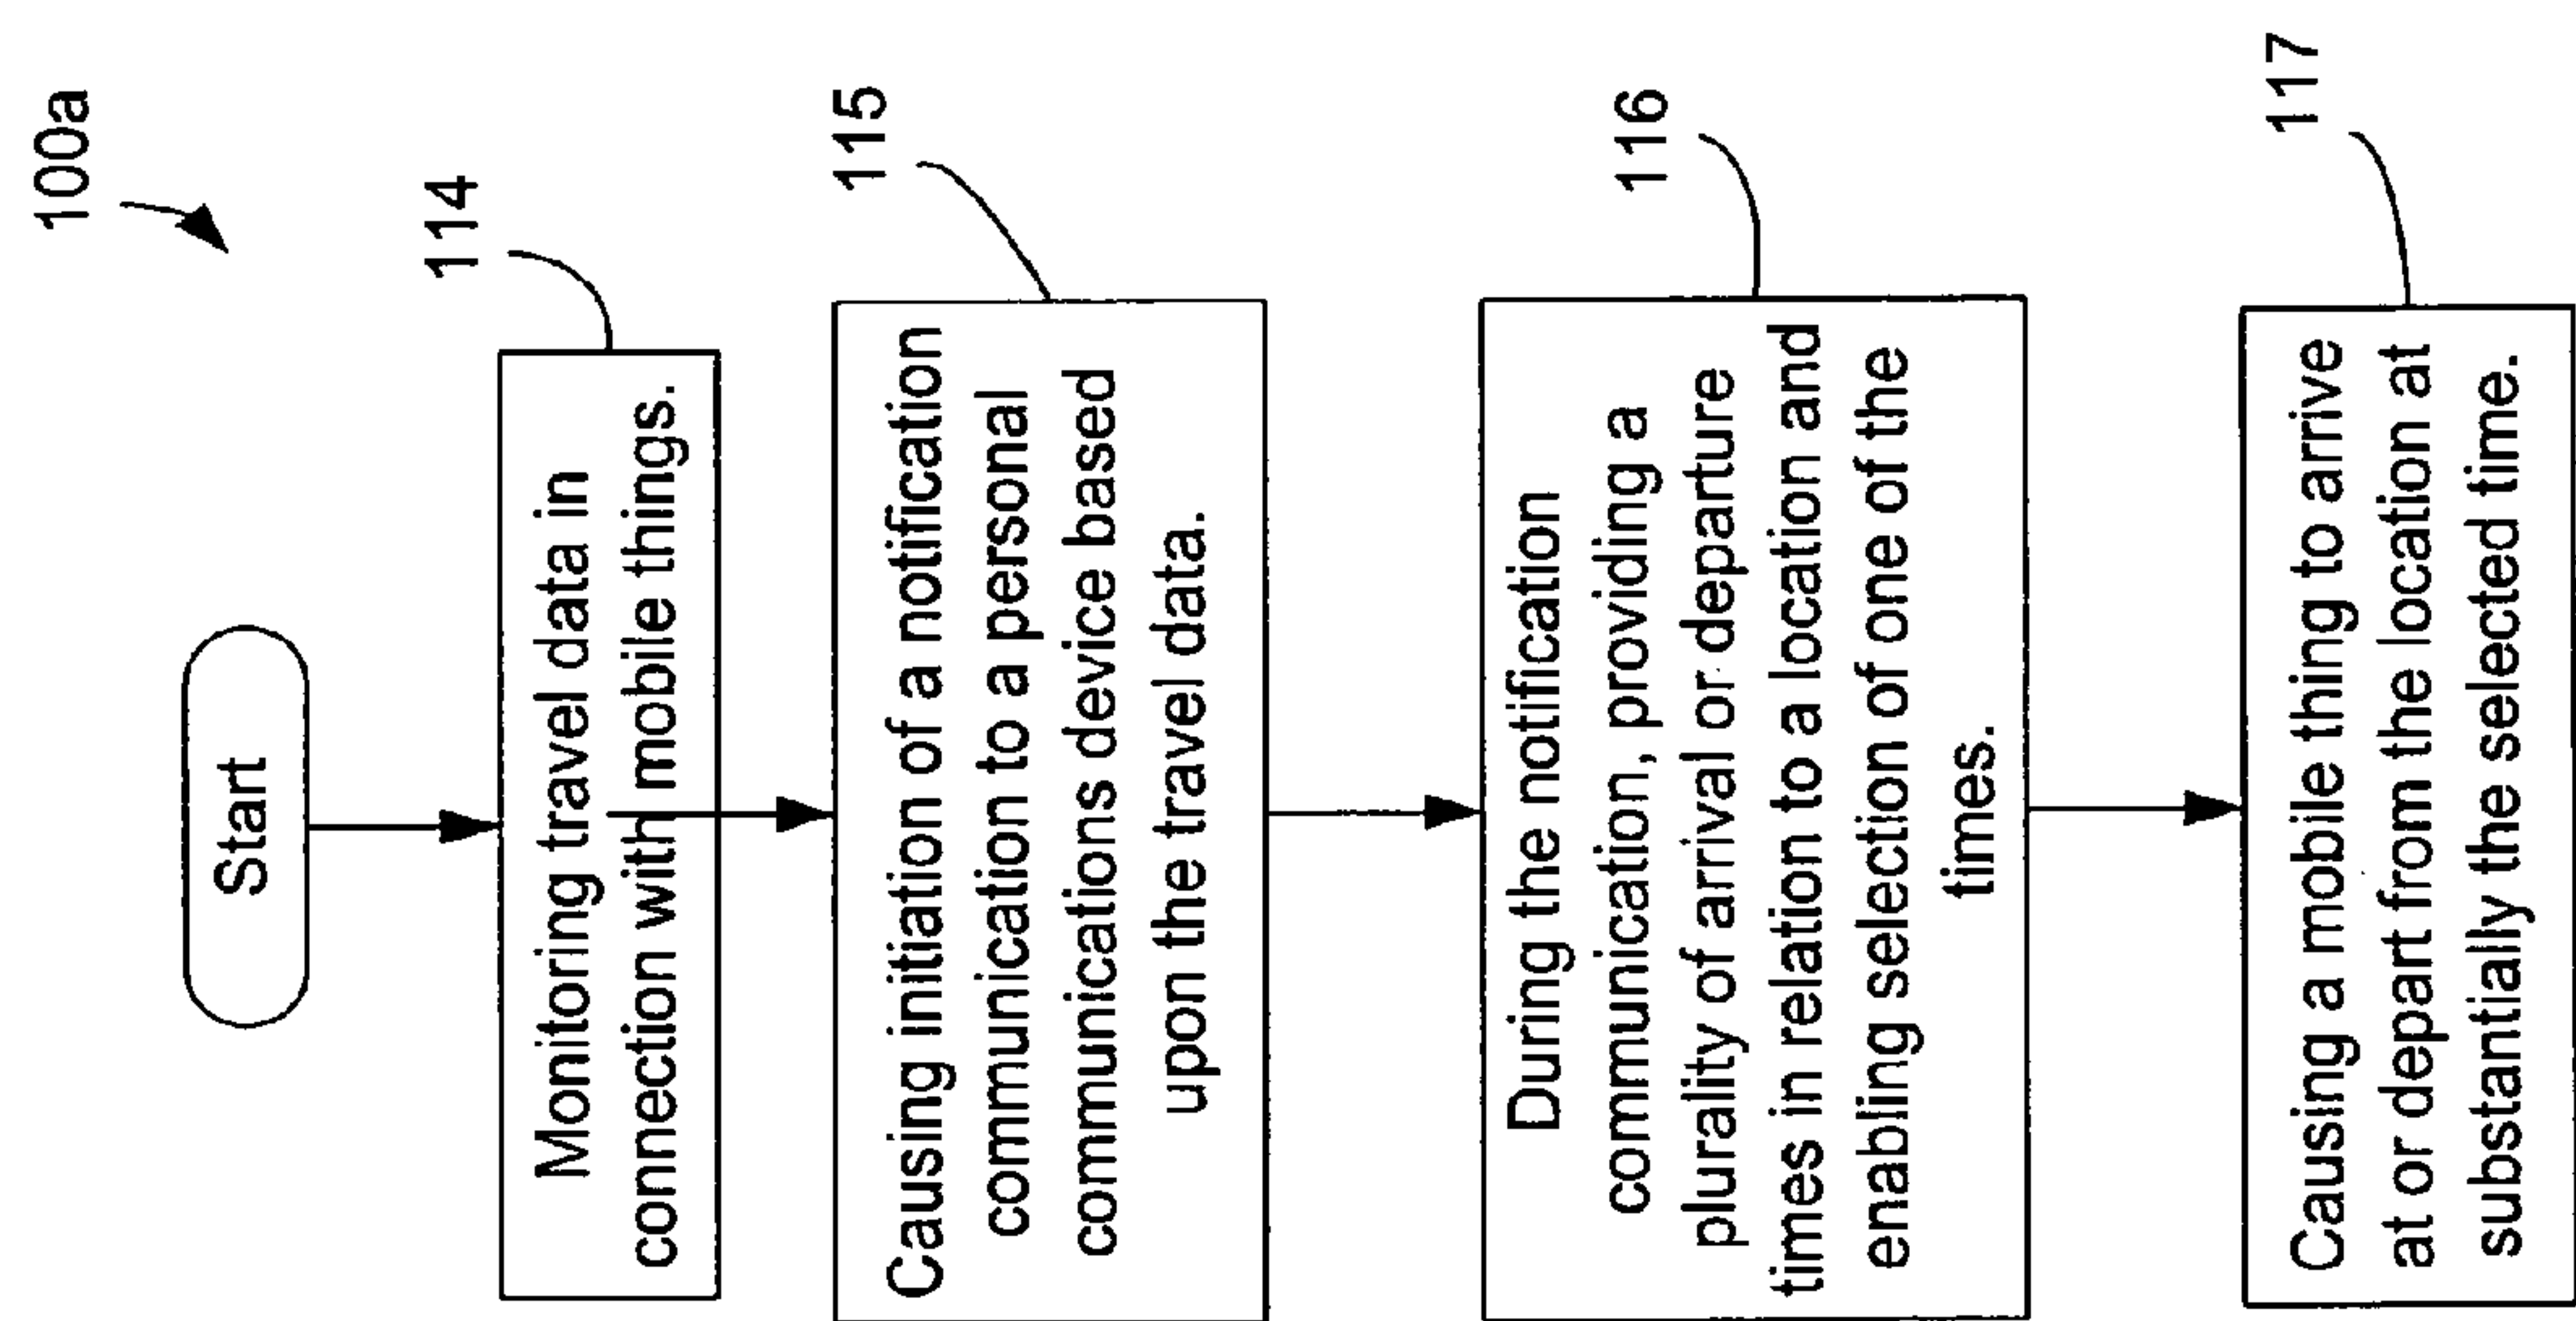 100a
Start
114
Monitoring travel data in
connection with mobile things.
115
Causing initiation of a notification
communication to a personal
communications device based
upon the travel data.
116
During the notification
communication, providing a
plurality of arrival or departure
times in relation to a location and
enabling selection of one of the
times.
117
Causing a mobile thing to arrive
at or depart from the location at
substantially the selected time.